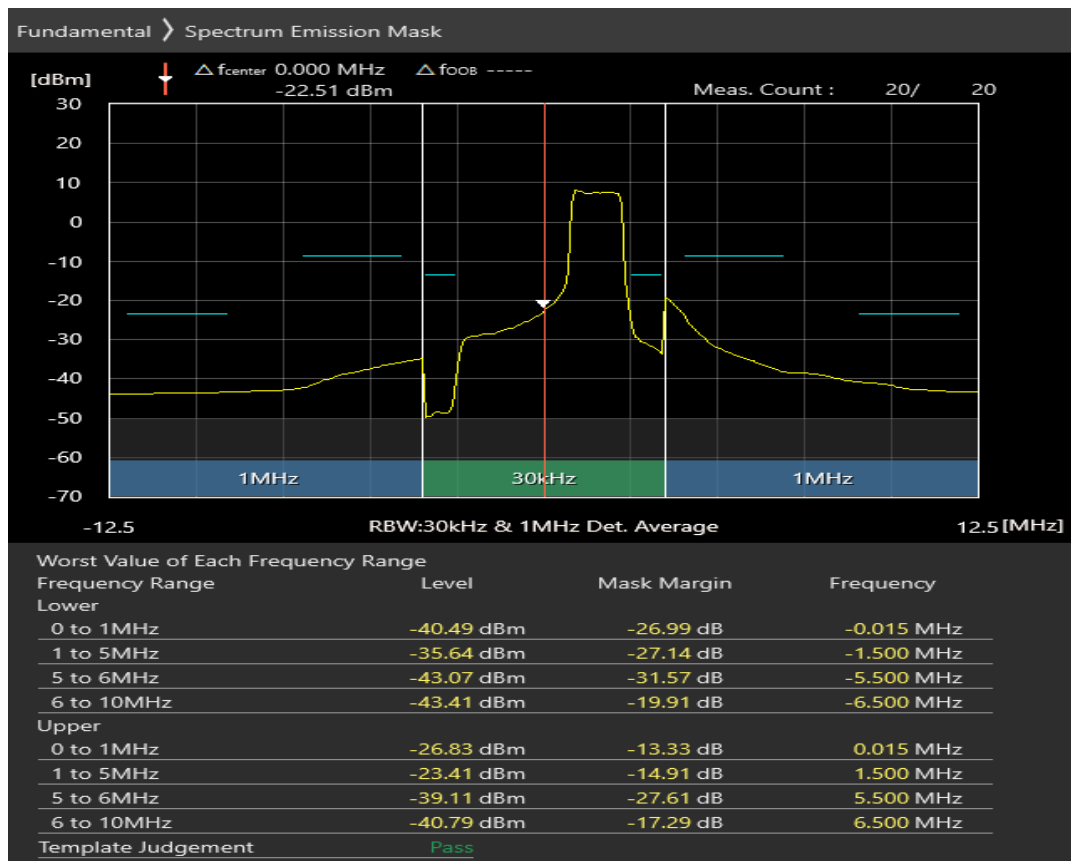 Fundamental ❯ Spectrum Emission Mask
[dBm] △ fcenter 0.000 MHz △ fOOB -----
-22.51 dBm Meas. Count : 20/ 20
30
20
10
0
-10
-20
-30
-40
-50
-60
1MHz 30kHz 1MHz
-70
-12.5 RBW:30kHz & 1MHz Det. Average 12.5 [MHz]
Worst Value of Each Frequency Range
Frequency Range Level Mask Margin Frequency
Lower
0 to 1MHz -40.49 dBm -26.99 dB -0.015 MHz
1 to 5MHz -35.64 dBm -27.14 dB -1.500 MHz
5 to 6MHz -43.07 dBm -31.57 dB -5.500 MHz
6 to 10MHz -43.41 dBm -19.91 dB -6.500 MHz
Upper
0 to 1MHz -26.83 dBm -13.33 dB 0.015 MHz
1 to 5MHz -23.41 dBm -14.91 dB 1.500 MHz
5 to 6MHz -39.11 dBm -27.61 dB 5.500 MHz
6 to 10MHz -40.79 dBm -17.29 dB 6.500 MHz
Template Judgement Pass